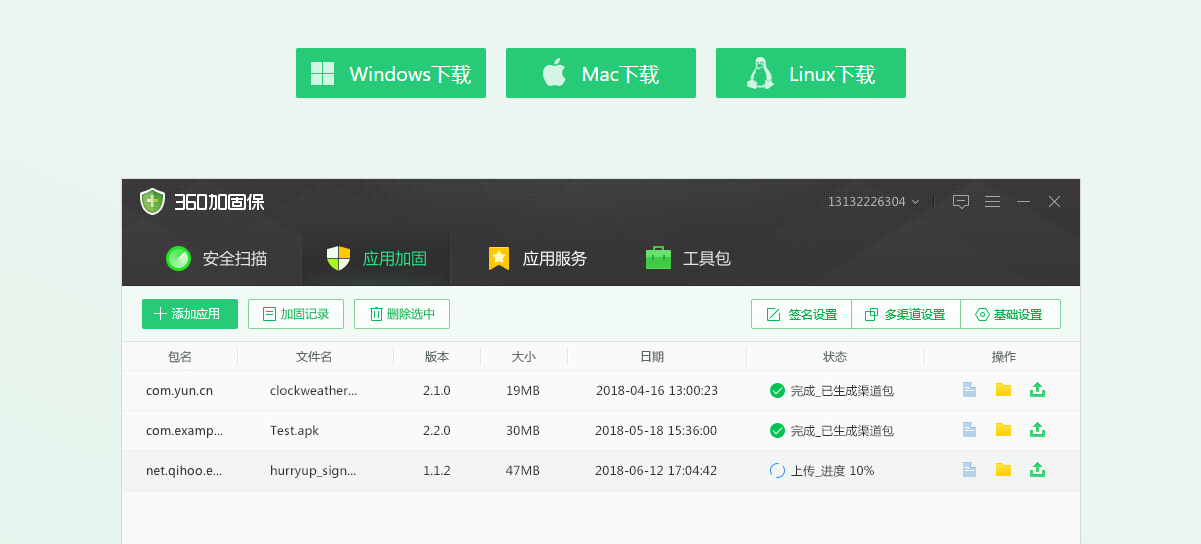 Windows下载 Mac下载 Linux下载
360加固保 13132226304
安全扫描 应用加固 应用服务 工具包
添加应用 加固记录 删除选中 签名设置 多渠道设置 基础设置
包名 文件名 版本 大小 日期 状态 操作
com.yun.cn clockweather... 2.1.0 19MB 2018-04-16 13:00:23 完成_已生成渠道包
com.examp... Test.apk 2.2.0 30MB 2018-05-18 15:36:00 完成_已生成渠道包
net.qihoo.e... hurryup_sign... 1.1.2 47MB 2018-06-12 17:04:42 上传_进度 10%